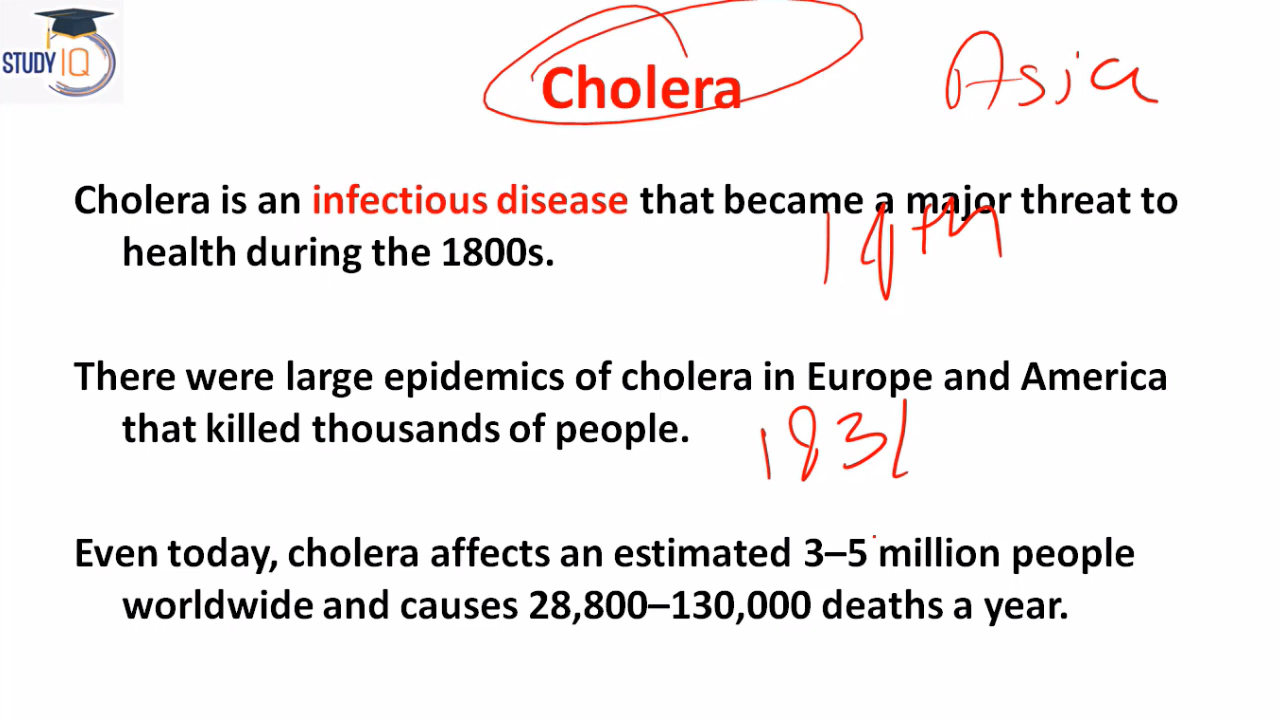 STUDY IQ
Cholera
Asia
Cholera is an infectious disease that became a major threat to
health during the 1800s.
There were large epidemics of cholera in Europe and America
that killed thousands of people.
1831
Even today, cholera affects an estimated 3–5 million people
worldwide and causes 28,800–130,000 deaths a year.